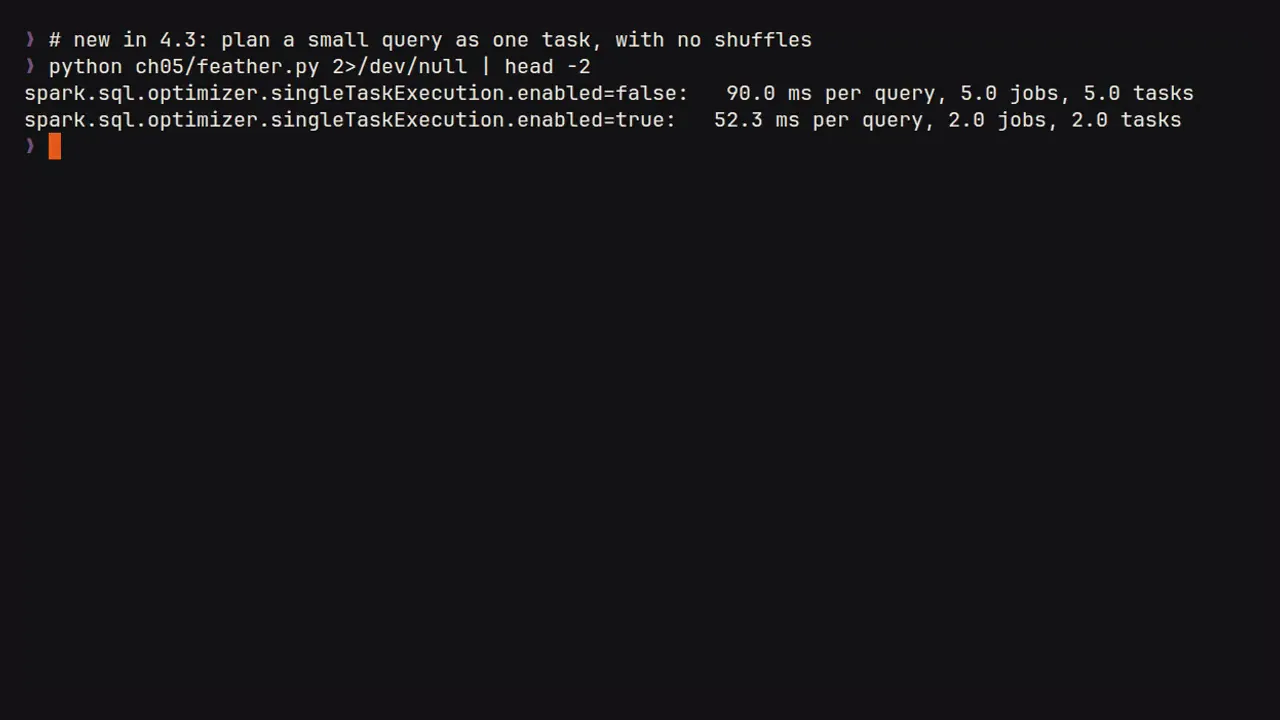 ❯ # new in 4.3: plan a small query as one task, with no shuffles
❯ python ch05/feather.py 2>/dev/null | head -2
spark.sql.optimizer.singleTaskExecution.enabled=false:   90.0 ms per query, 5.0 jobs, 5.0 tasks
spark.sql.optimizer.singleTaskExecution.enabled=true:   52.3 ms per query, 2.0 jobs, 2.0 tasks
❯